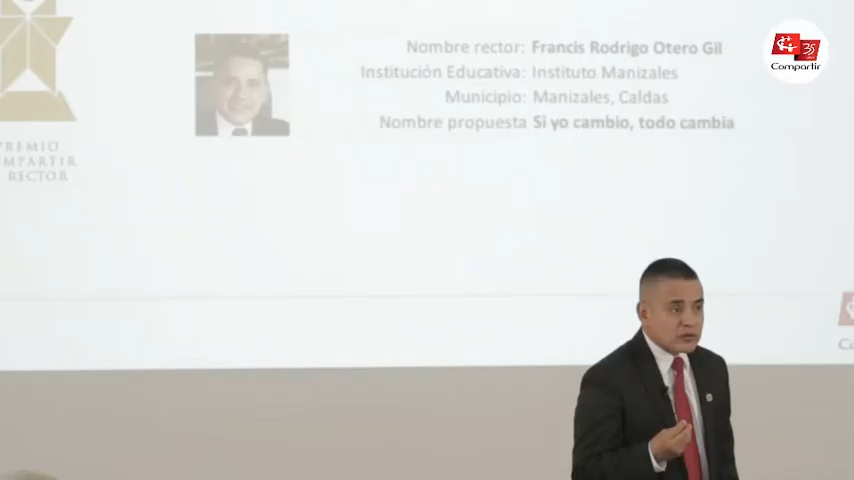 Nombre rector: Francis Rodrigo Otero Gil
Institución Educativa: Instituto Manizales
Municipio: Manizales, Caldas
Nombre propuesta Si yo cambio, todo cambia
PREMIO
COMPARTIR
RECTOR
35
Compartir